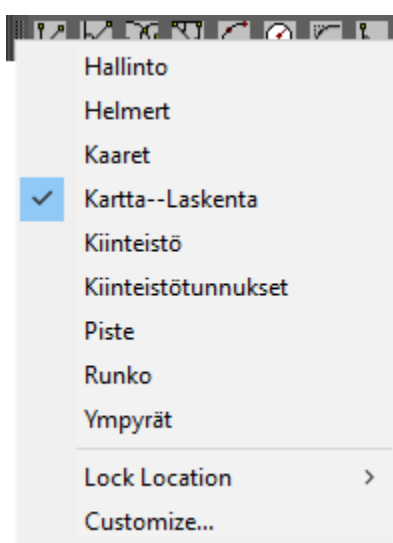 Hallinto
Helmert
Kaaret
Kartta--Laskenta
Kiinteistö
Kiinteistötunnukset
Piste
Runko
Ympyrät
Lock Location
Customize...